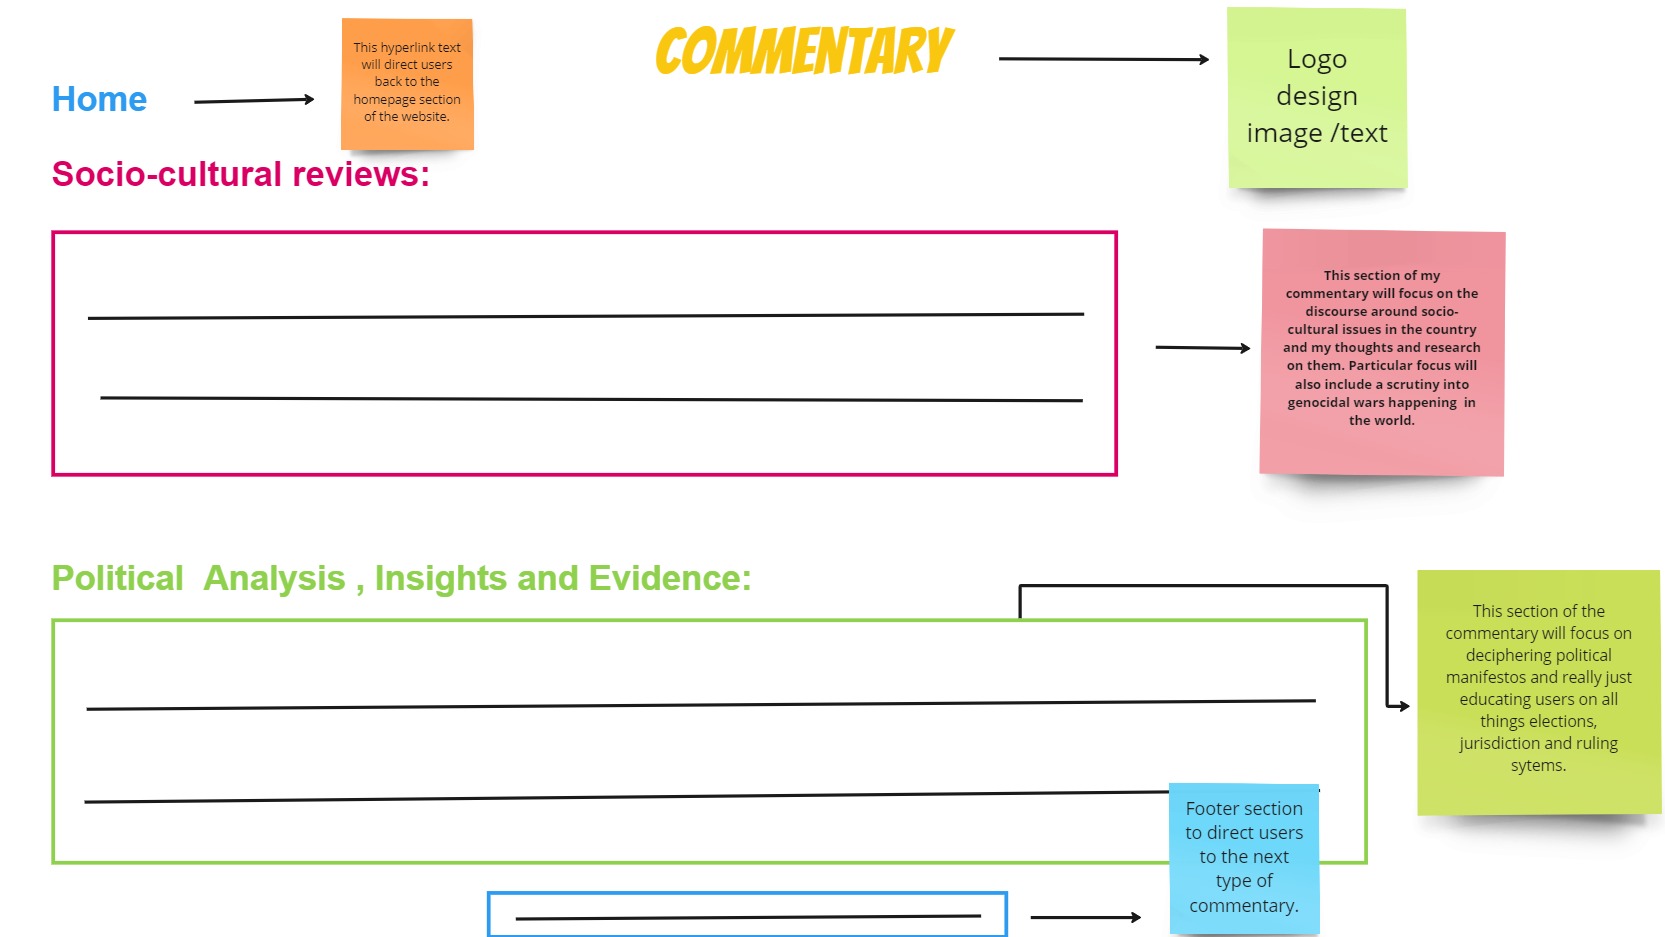 COMMENTARY
Logo
design
image /text
Home
This hyperlink text
will direct users
back to the
homepage section
of the website.
Socio-cultural reviews:
This section of my
commentary will focus on the
discourse around socio-
cultural issues in the country
and my thoughts and research
on them. Particular focus will
also include a scrutiny into
genocidal wars happening  in
the world.
Political  Analysis , Insights and Evidence:
This section of the
commentary will focus on
deciphering political
manifestos and really just
educating users on all
things elections,
jurisdiction and ruling
sytems.
Footer section
to direct users
to the next
type of
commentary.